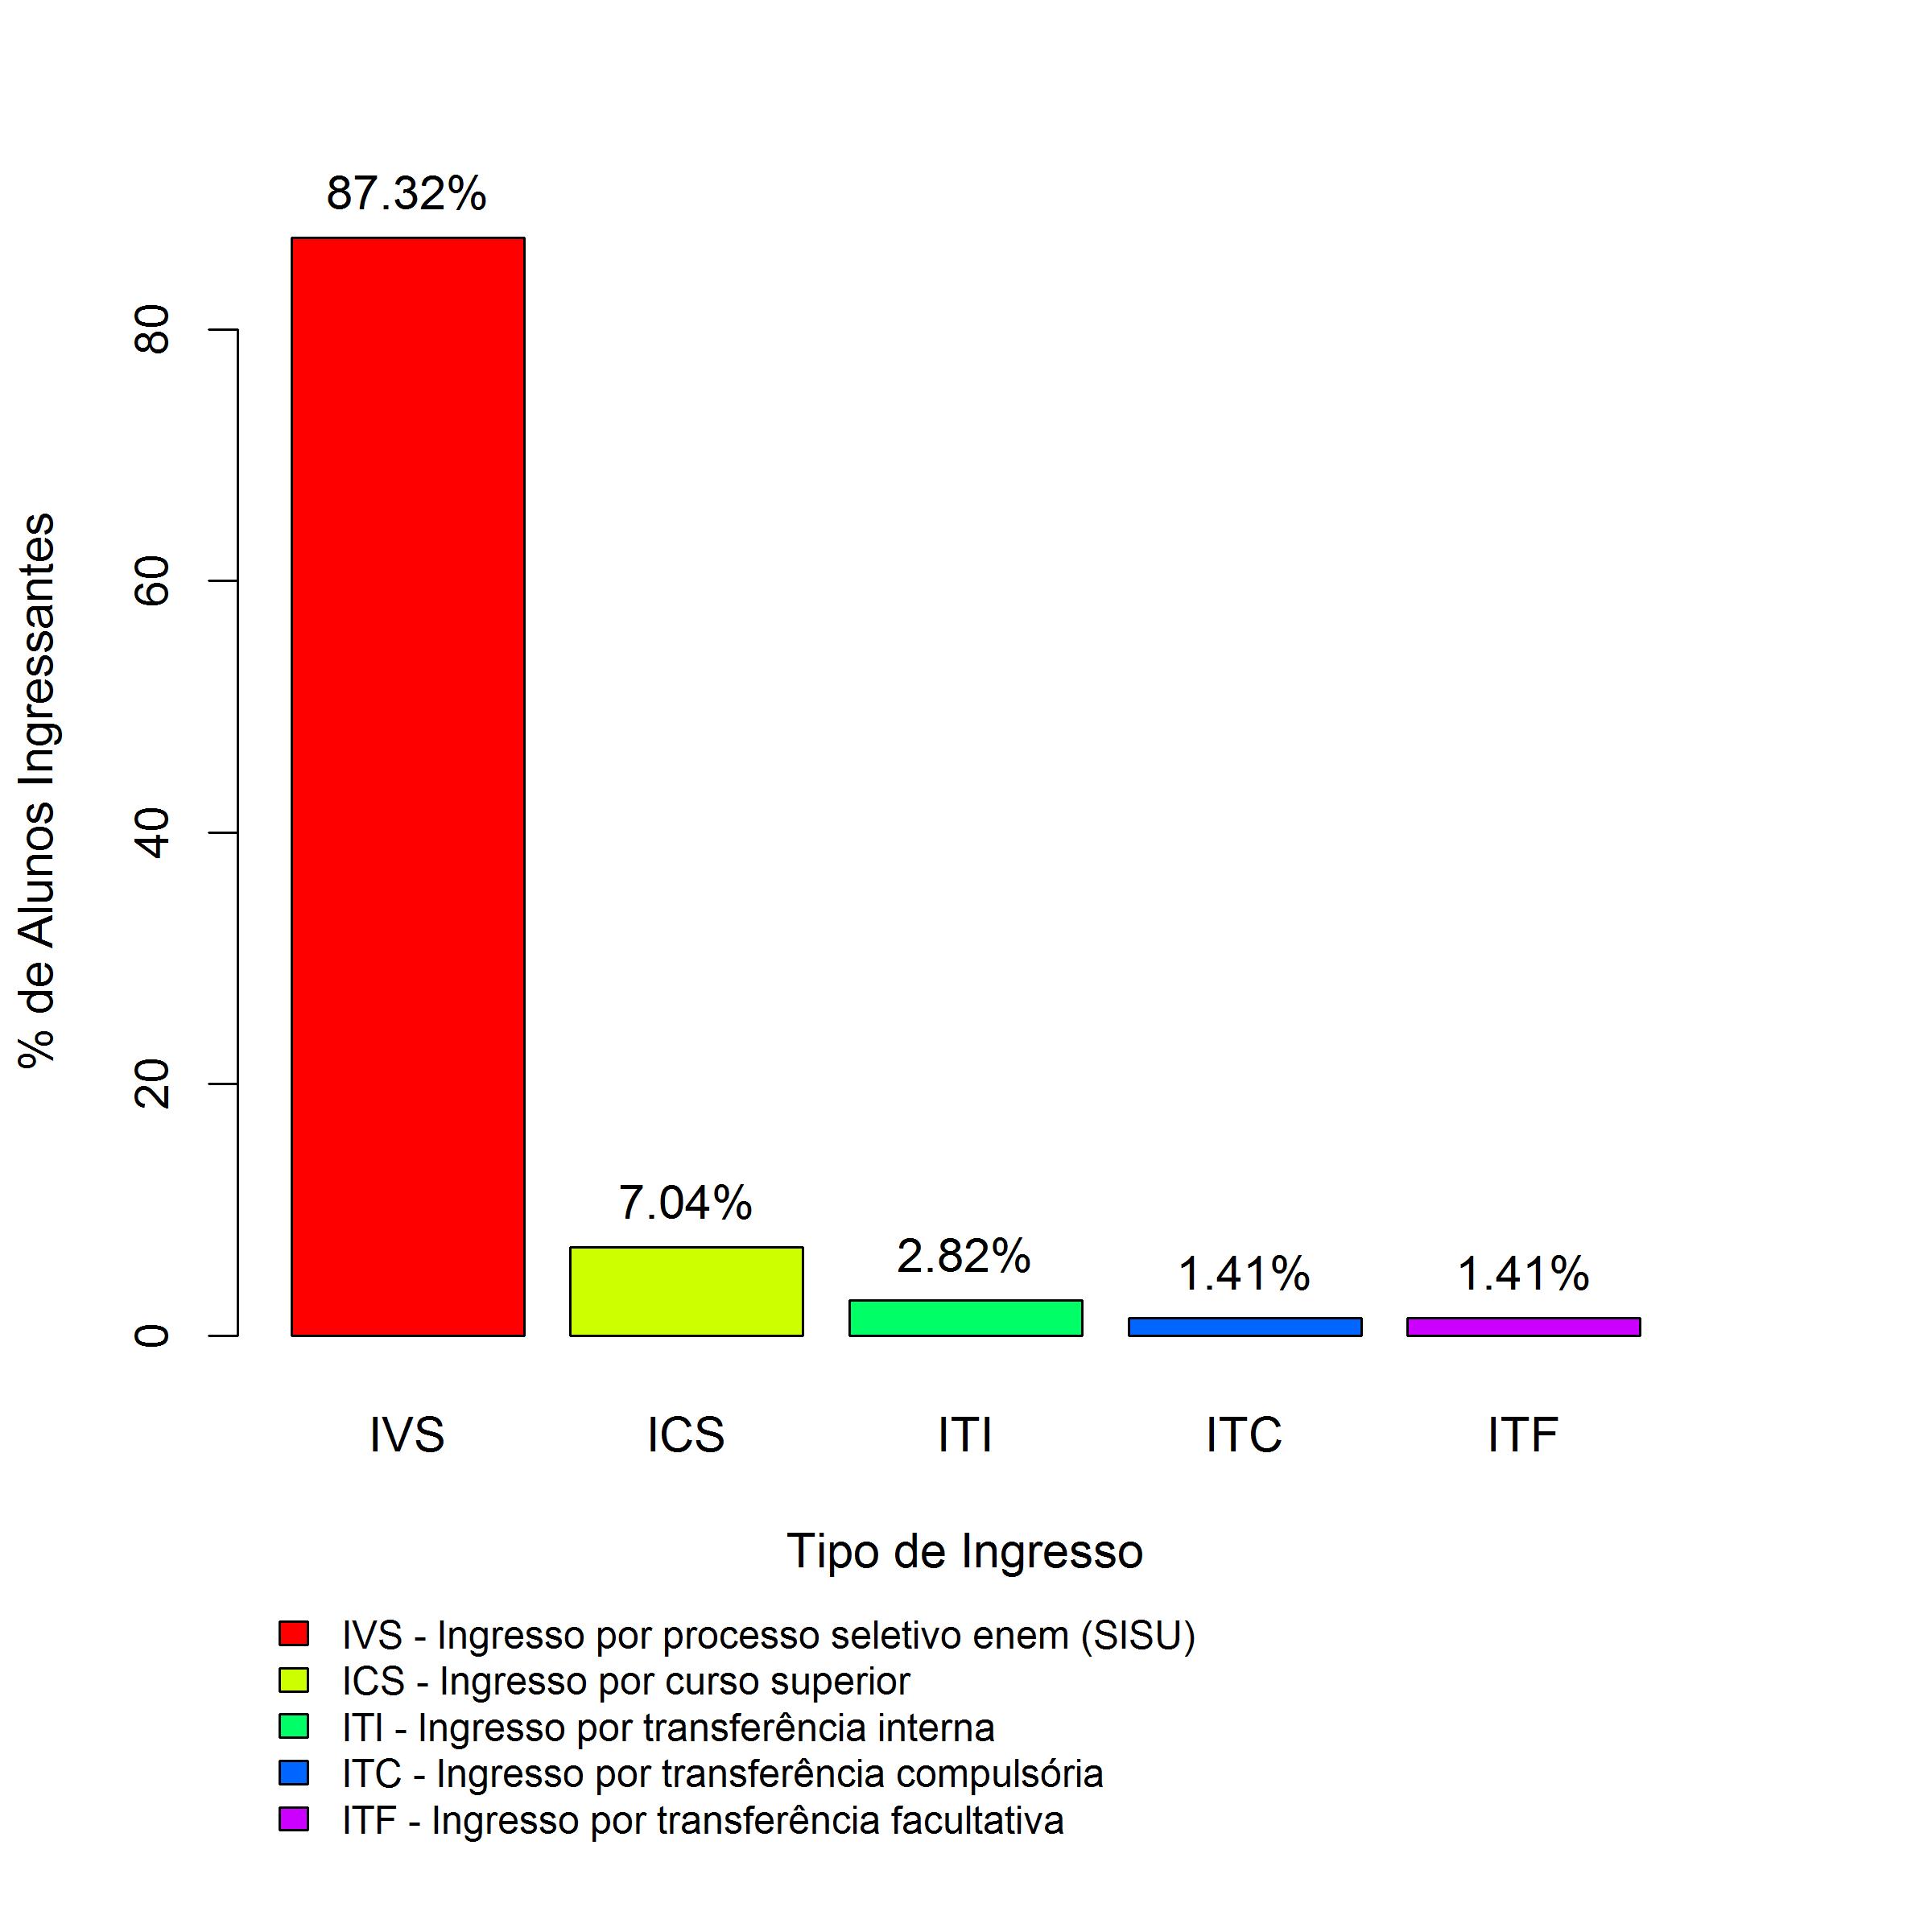 87.32%
7.04%
2.82%
1.41%
1.41%
% de Alunos Ingressantes
80
60
40
20
0
IVS
ICS
ITI
ITC
ITF
Tipo de Ingresso
IVS - Ingresso por processo seletivo enem (SISU)
ICS - Ingresso por curso superior
ITI - Ingresso por transferência interna
ITC - Ingresso por transferência compulsória
ITF - Ingresso por transferência facultativa